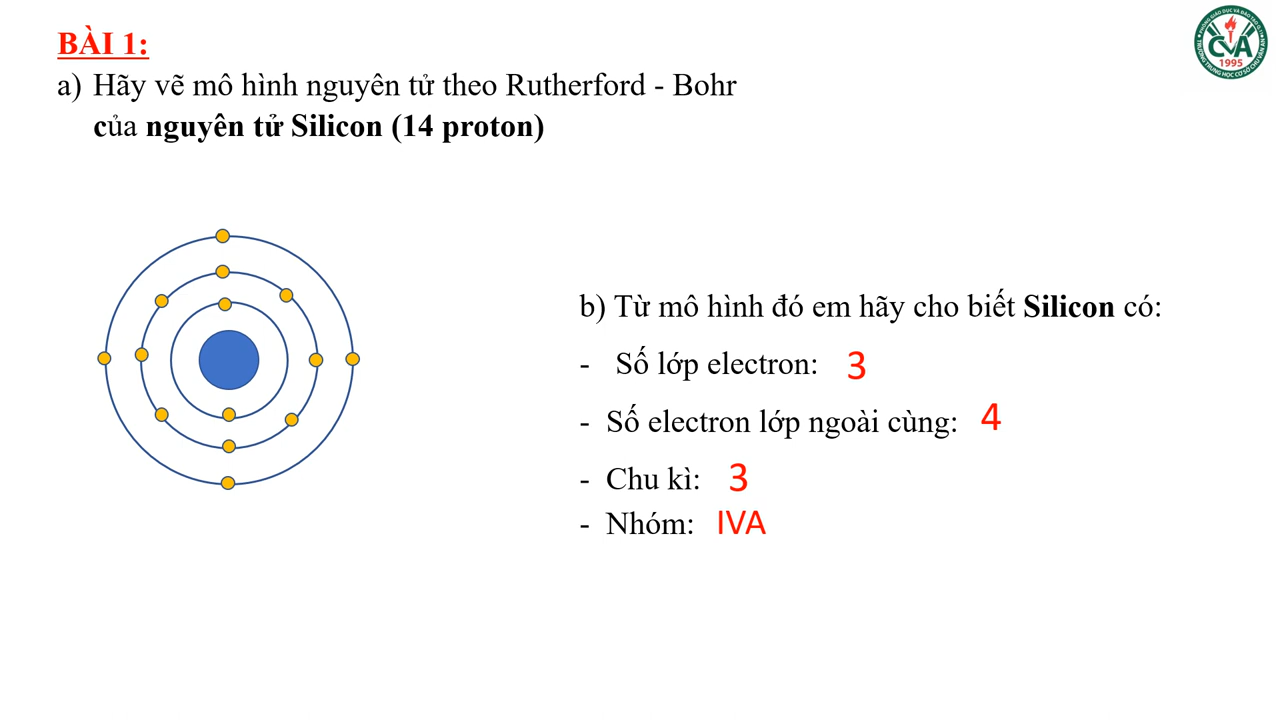 BÀI 1:
a) Hãy vẽ mô hình nguyên tử theo Rutherford - Bohr
của nguyên tử Silicon (14 proton)
b) Từ mô hình đó em hãy cho biết Silicon có:
- Số lớp electron: 3
- Số electron lớp ngoài cùng: 4
- Chu kì: 3
- Nhóm: IVA
CVA
1995